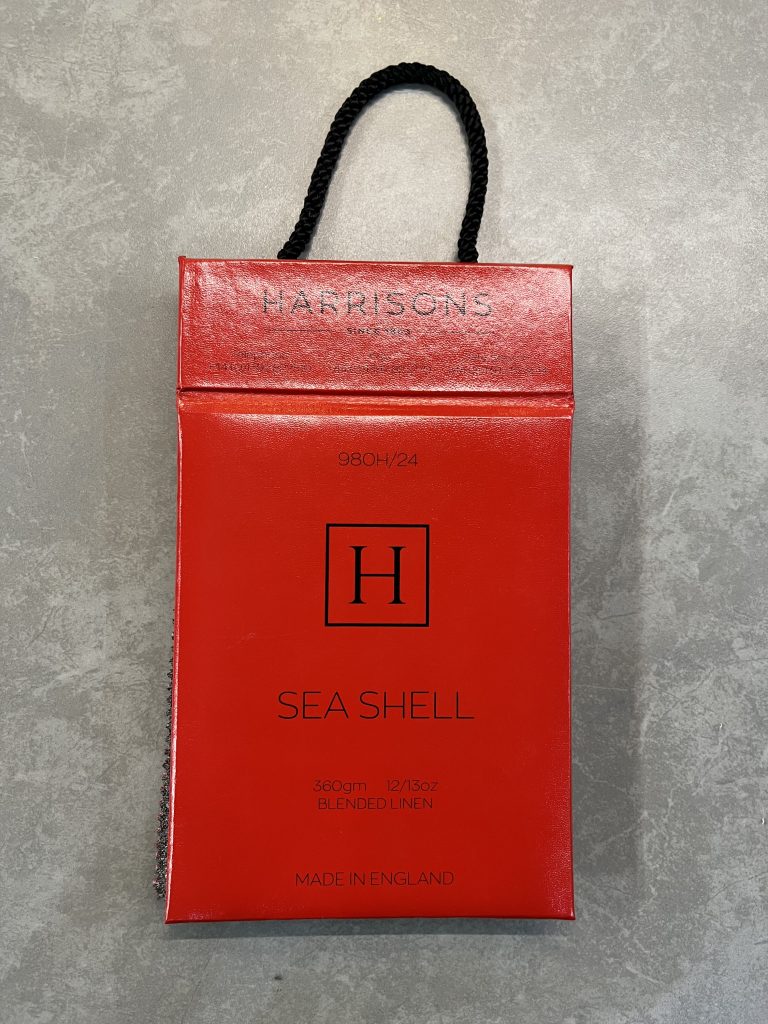 HARRISONS
SINCE 1863
980H/24
H
SEA SHELL
360gm 12/13oz
BLENDED LINEN
MADE IN ENGLAND